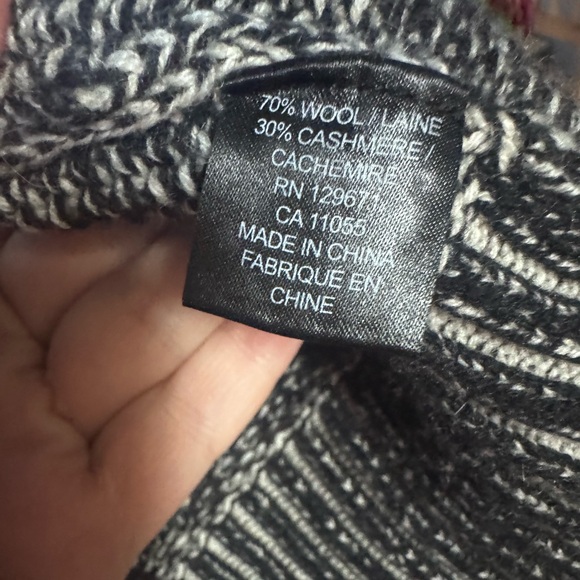 70% WOOL / LAINE
30% CASHMERE /
CACHEMIRE
RN 129671
CA 11055
MADE IN CHINA
FABRIQUE EN
CHINE